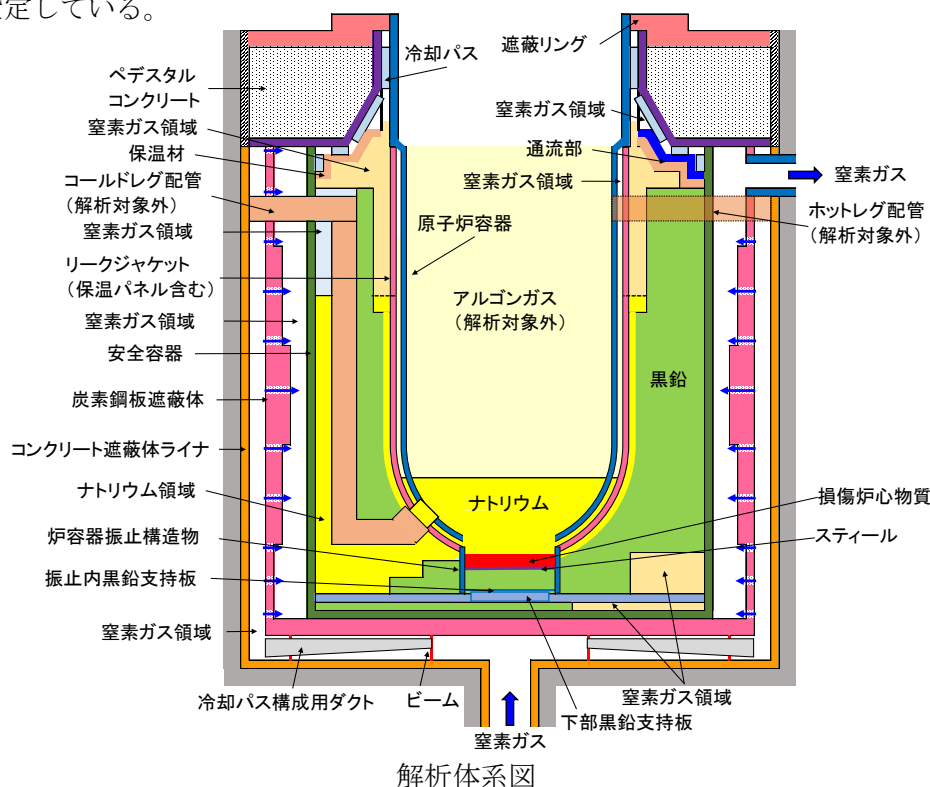 定している。
遮蔽リング
冷却パス
ペデスタル
コンクリート
窒素ガス領域
窒素ガス領域
保温材
通流部
コールドレグ配管
(解析対象外)
窒素ガス領域
窒素ガス
ホットレグ配管
(解析対象外)
窒素ガス領域
原子炉容器
リークジャケット
(保温パネル含む)
アルゴンガス
(解析対象外)
窒素ガス領域
安全容器
黒鉛
炭素鋼板遮蔽体
コンクリート遮蔽体ライナ
ナトリウム領域
ナトリウム
損傷炉心物質
炉容器振止構造物
スティール
振止内黒鉛支持板
窒素ガス領域
冷却パス構成用ダクト
ビーム
窒素ガス領域
下部黒鉛支持板
窒素ガス
解析体系図